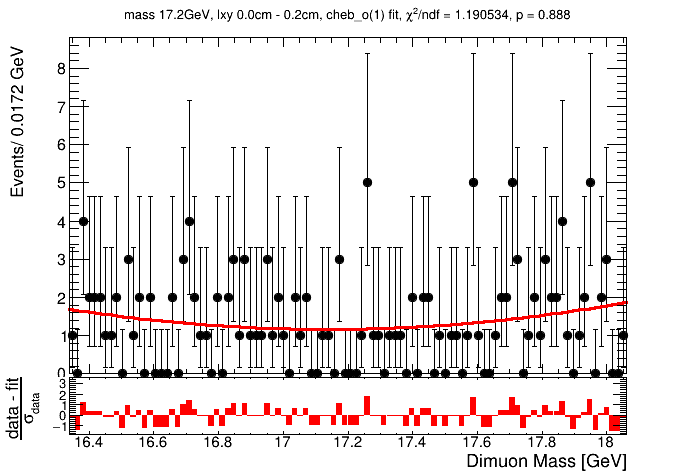 mass 17.2GeV, lxy 0.0cm - 0.2cm, cheb_o(1) fit, χ²/ndf = 1.190534, p = 0.888
Events/ 0.0172 GeV
8
7
6
5
4
3
2
1
0
data - fit
σdata
3
2
1
0
−1
16.4 16.6 16.8 17 17.2 17.4 17.6 17.8 18
Dimuon Mass [GeV]